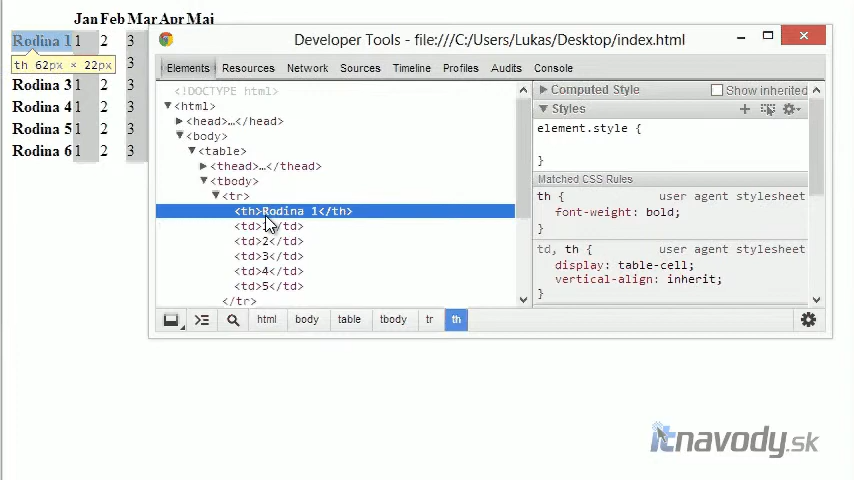 Jan Feb Mar Apr Maj
Rodina 1 1 2 3
th 62px × 22px 3
Rodina 3 1 2 3
Rodina 4 1 2 3
Rodina 5 1 2 3
Rodina 6 1 2 3
Developer Tools - file:///C:/Users/Lukas/Desktop/index.html
Elements Resources Network Sources Timeline Profiles Audits Console
<!DOCTYPE html>
<html>
<head>…</head>
<body>
<table>
<thead>…</thead>
<tbody>
<tr>
<th>Rodina 1</th>
<td>1</td>
<td>2</td>
<td>3</td>
<td>4</td>
<td>5</td>
</tr>
Computed Style Show inherited
Styles
element.style {
}
Matched CSS Rules
th { user agent stylesheet
font-weight: bold;
}
td, th { user agent stylesheet
display: table-cell;
vertical-align: inherit;
}
html body table tbody tr th
itnavody.sk